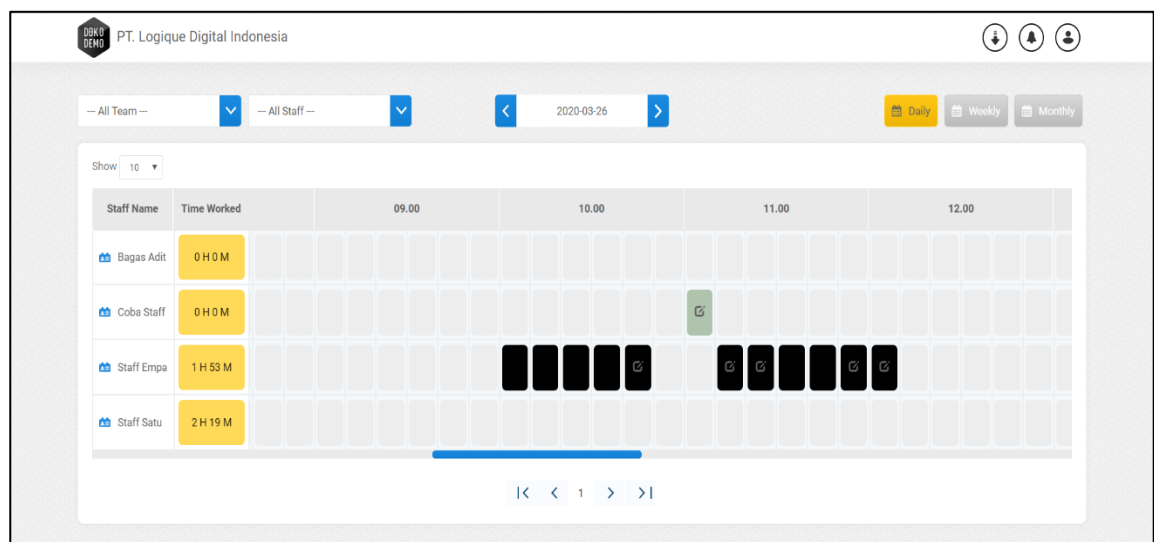 DOKO
DEMO
PT. Logique Digital Indonesia
--- All Team ---
--- All Staff ---
2020-03-26
Daily
Weekly
Monthly
Show 10
Staff Name Time Worked 09.00 10.00 11.00 12.00
Bagas Adit 0 H 0 M
Coba Staff 0 H 0 M
Staff Empa 1 H 53 M
Staff Satu 2 H 19 M
1